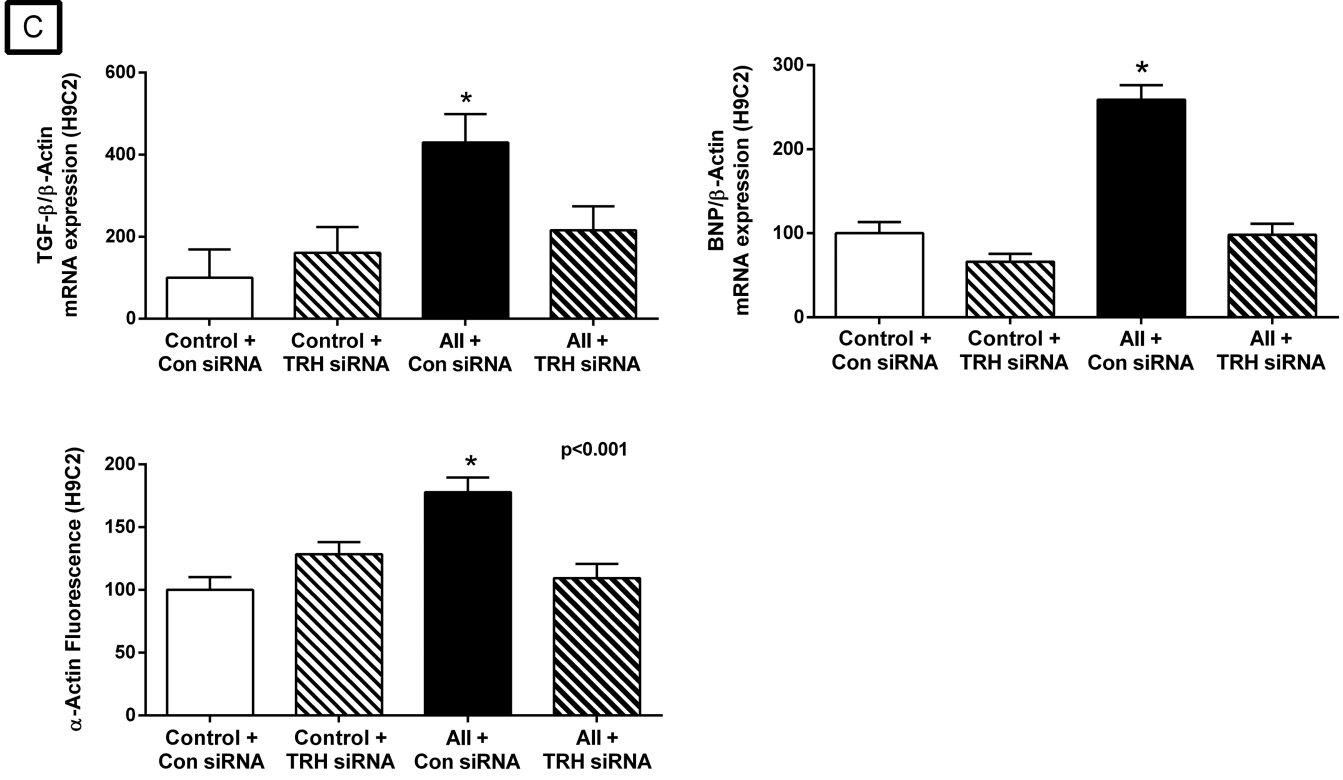 C
TGF-β/β-Actin
mRNA expression (H9C2)
600
400
200
0
*
Control +
Con siRNA
Control +
TRH siRNA
AII +
Con siRNA
AII +
TRH siRNA
BNP/β-Actin
mRNA expression (H9C2)
300
200
100
0
*
Control +
Con siRNA
Control +
TRH siRNA
AII +
Con siRNA
AII +
TRH siRNA
α-Actin Fluorescence (H9C2)
200
150
100
50
0
*
p<0.001
Control +
Con siRNA
Control +
TRH siRNA
AII +
Con siRNA
AII +
TRH siRNA